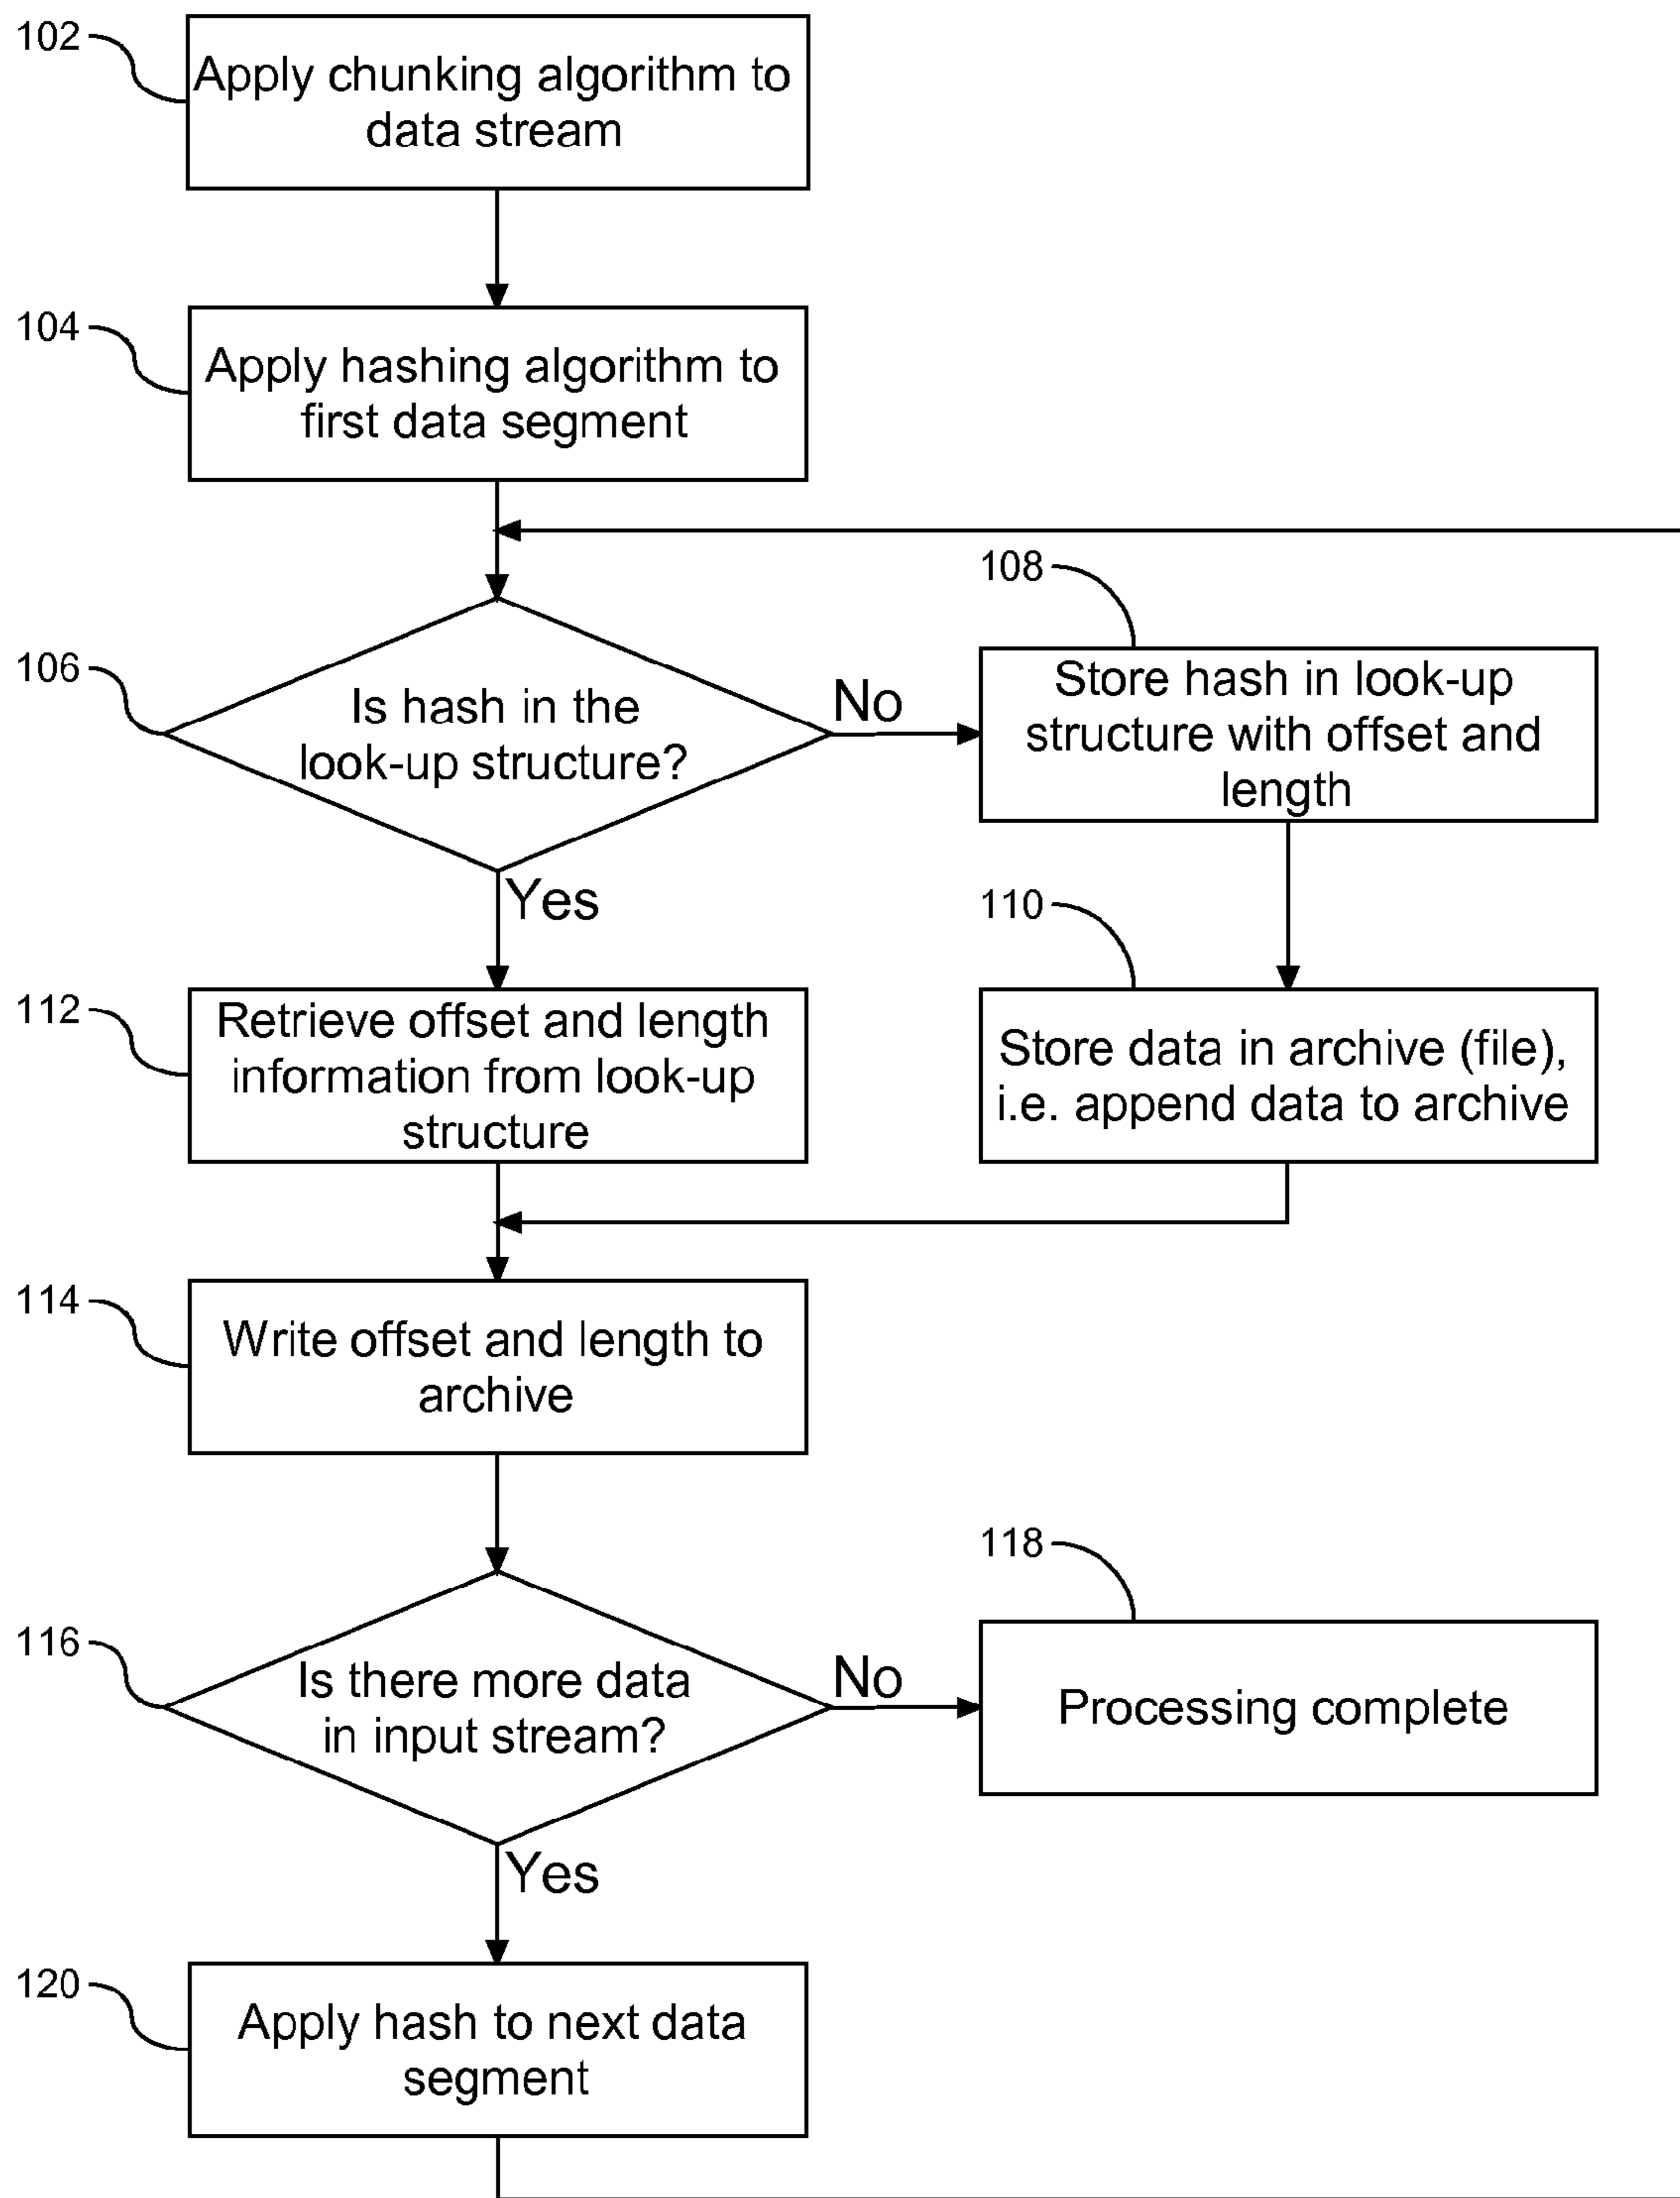 102
Apply chunking algorithm to
data stream
104
Apply hashing algorithm to
first data segment
106
Is hash in the
look-up structure?
No
108
Store hash in look-up
structure with offset and
length
Yes
110
Store data in archive (file),
i.e. append data to archive
112
Retrieve offset and length
information from look-up
structure
114
Write offset and length to
archive
116
Is there more data
in input stream?
No
118
Processing complete
Yes
120
Apply hash to next data
segment